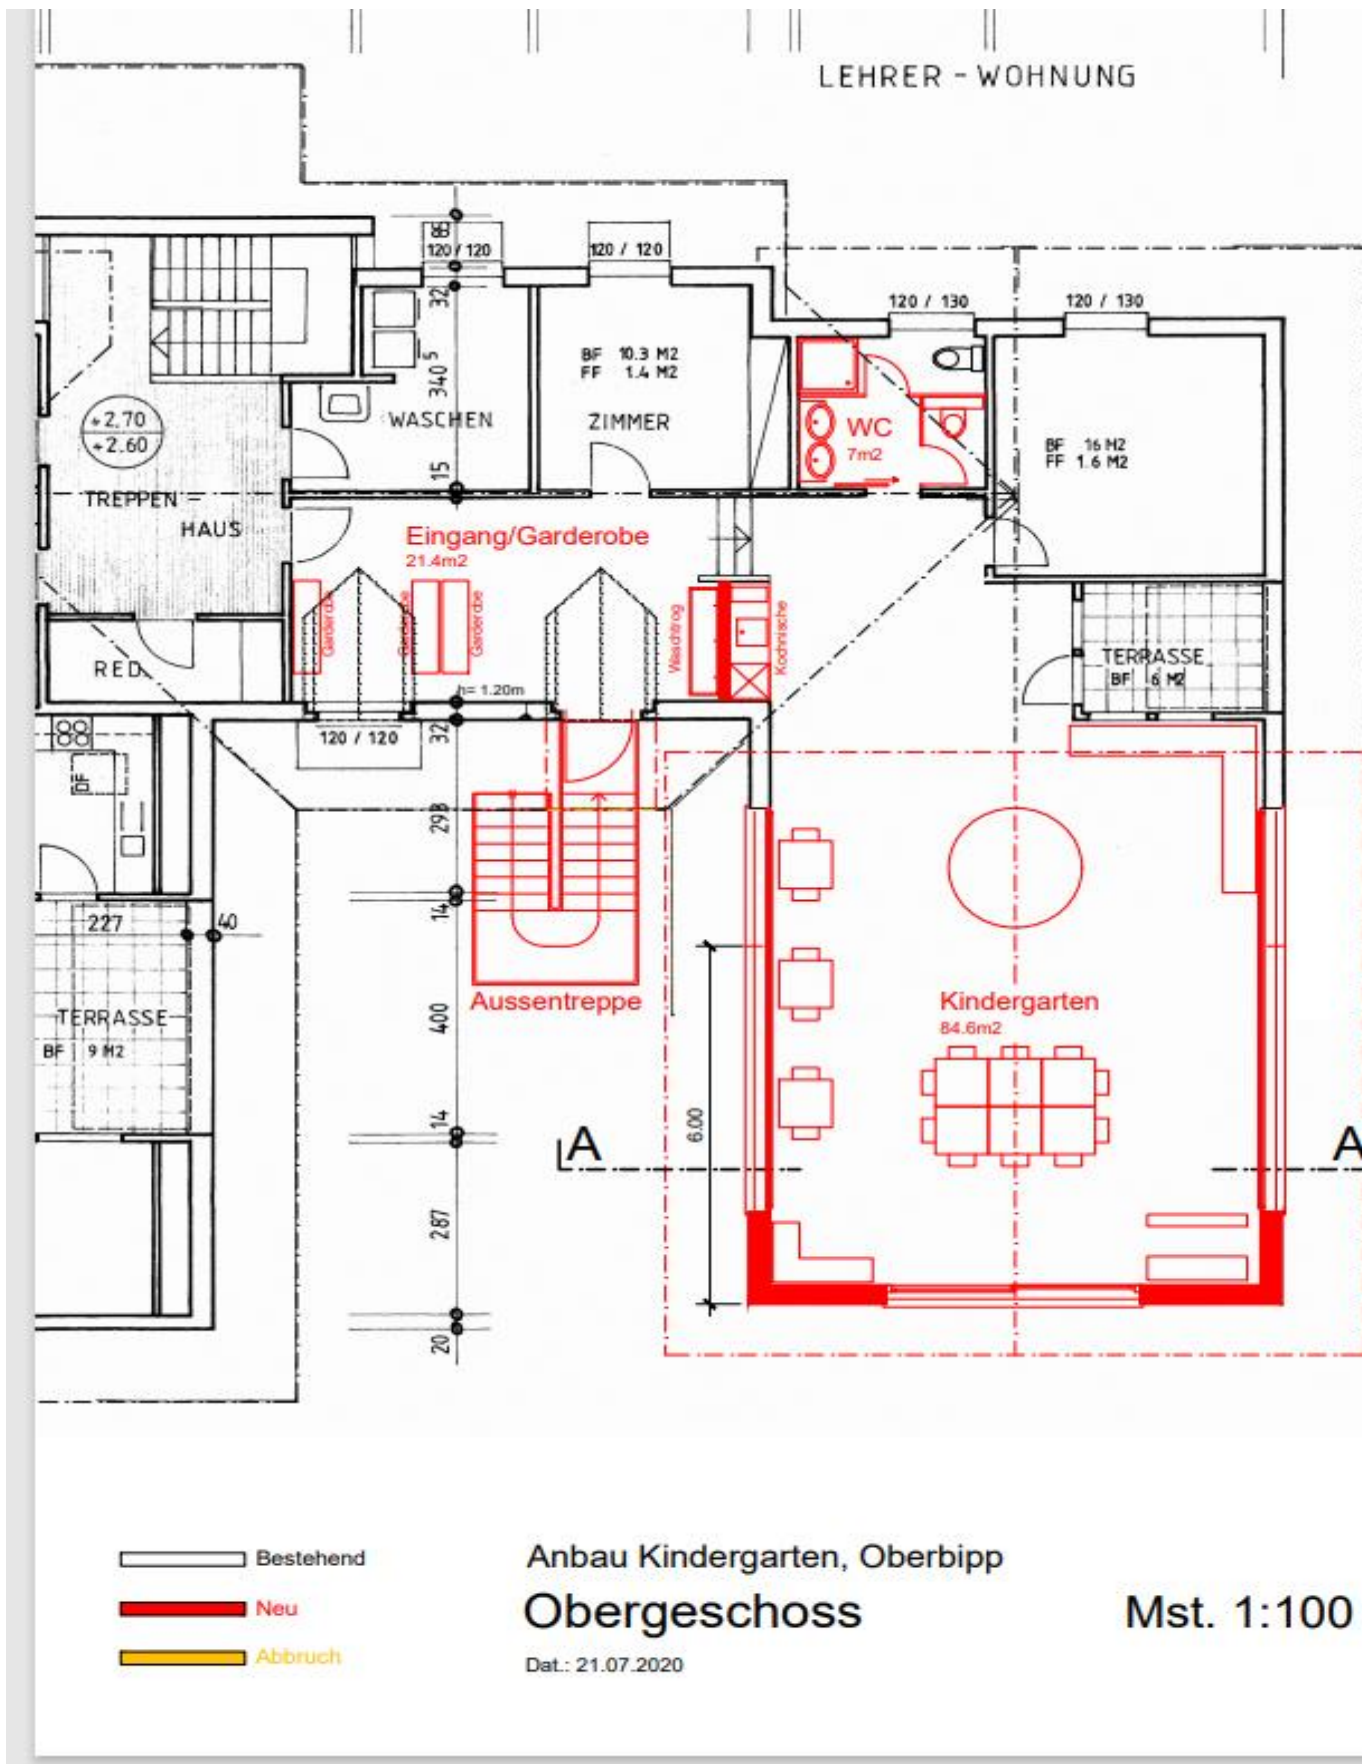 LEHRER - WOHNUNG
86
120 / 120
120 / 120
120 / 130
120 / 130
32
BF 10.3 M2
FF 1.4 M2
340 5
+2.70
+2.60
WASCHEN
ZIMMER
WC
7m2
BF 16 M2
FF 1.6 M2
15
TREPPEN =
HAUS
Eingang/Garderobe
21.4m2
Garderobe
Garderobe
Garderobe
Waschtrog
Kochnische
RED.
h= 1.20m
TERRASSE
BF 6 M2
120 / 120
32
DF
293
227
40
14
TERRASSE
BF 9 M2
400
Aussentreppe
Kindergarten
84.6m2
14
6.00
A
A
287
20
Bestehend
Neu
Abbruch
Anbau Kindergarten, Oberbipp
Obergeschoss
Mst. 1:100
Dat.: 21.07.2020